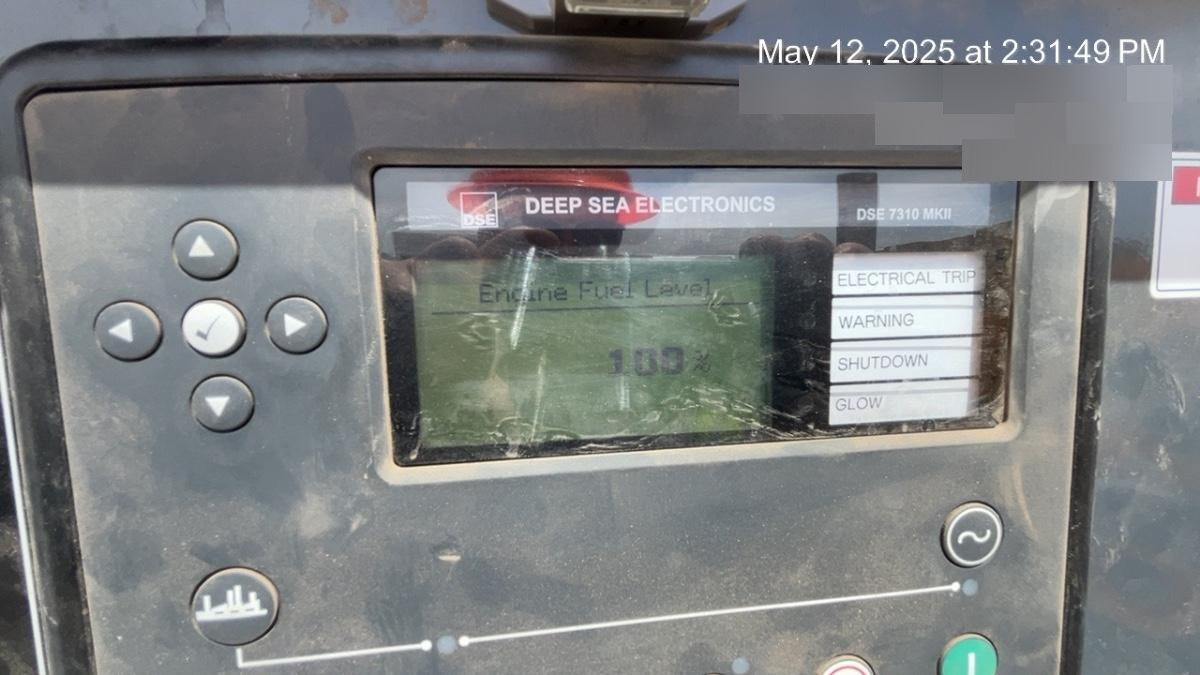 May 12, 2025 at 2:31:49 PM
DSE
DEEP SEA ELECTRONICS
DSE 7310 MKII
Engine Fuel Level
100 %
ELECTRICAL TRIP
WARNING
SHUTDOWN
GLOW